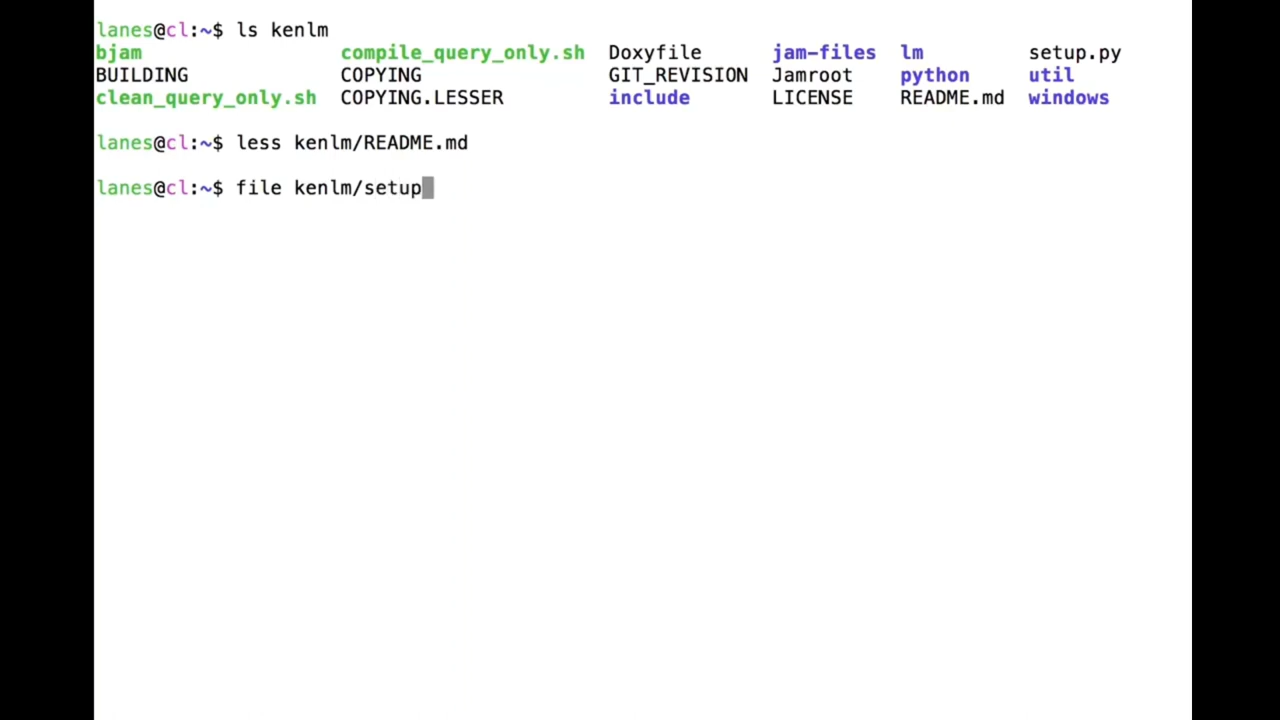 lanes@cl:~$ ls kenlm
bjam compile_query_only.sh Doxyfile jam-files lm setup.py
BUILDING COPYING GIT_REVISION Jamroot python util
clean_query_only.sh COPYING.LESSER include LICENSE README.md windows
lanes@cl:~$ less kenlm/README.md
lanes@cl:~$ file kenlm/setup